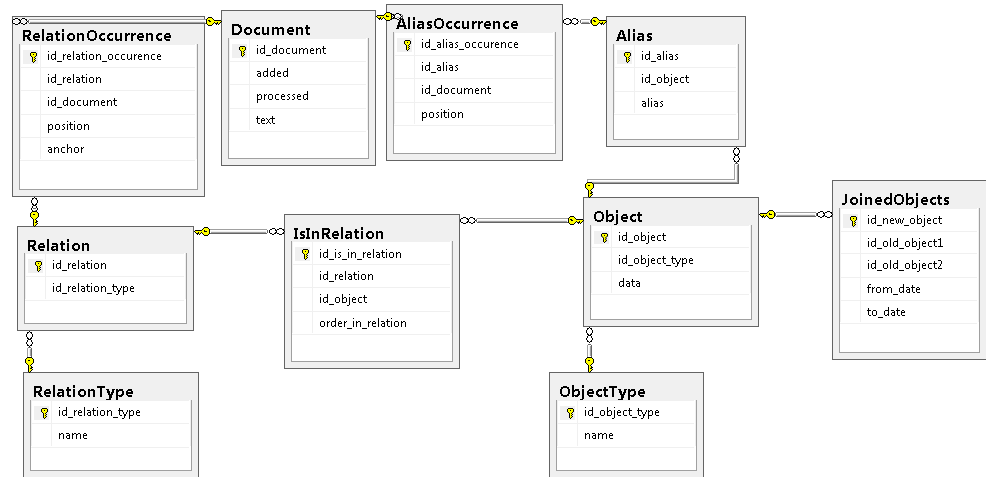 RelationOccurrence
id_relation_occurence
id_relation
id_document
position
anchor
Document
id_document
added
processed
text
AliasOccurrence
id_alias_occurence
id_alias
id_document
position
Alias
id_alias
id_object
alias
Relation
id_relation
id_relation_type
IsInRelation
id_is_in_relation
id_relation
id_object
order_in_relation
Object
id_object
id_object_type
data
JoinedObjects
id_new_object
id_old_object1
id_old_object2
from_date
to_date
RelationType
id_relation_type
name
ObjectType
id_object_type
name